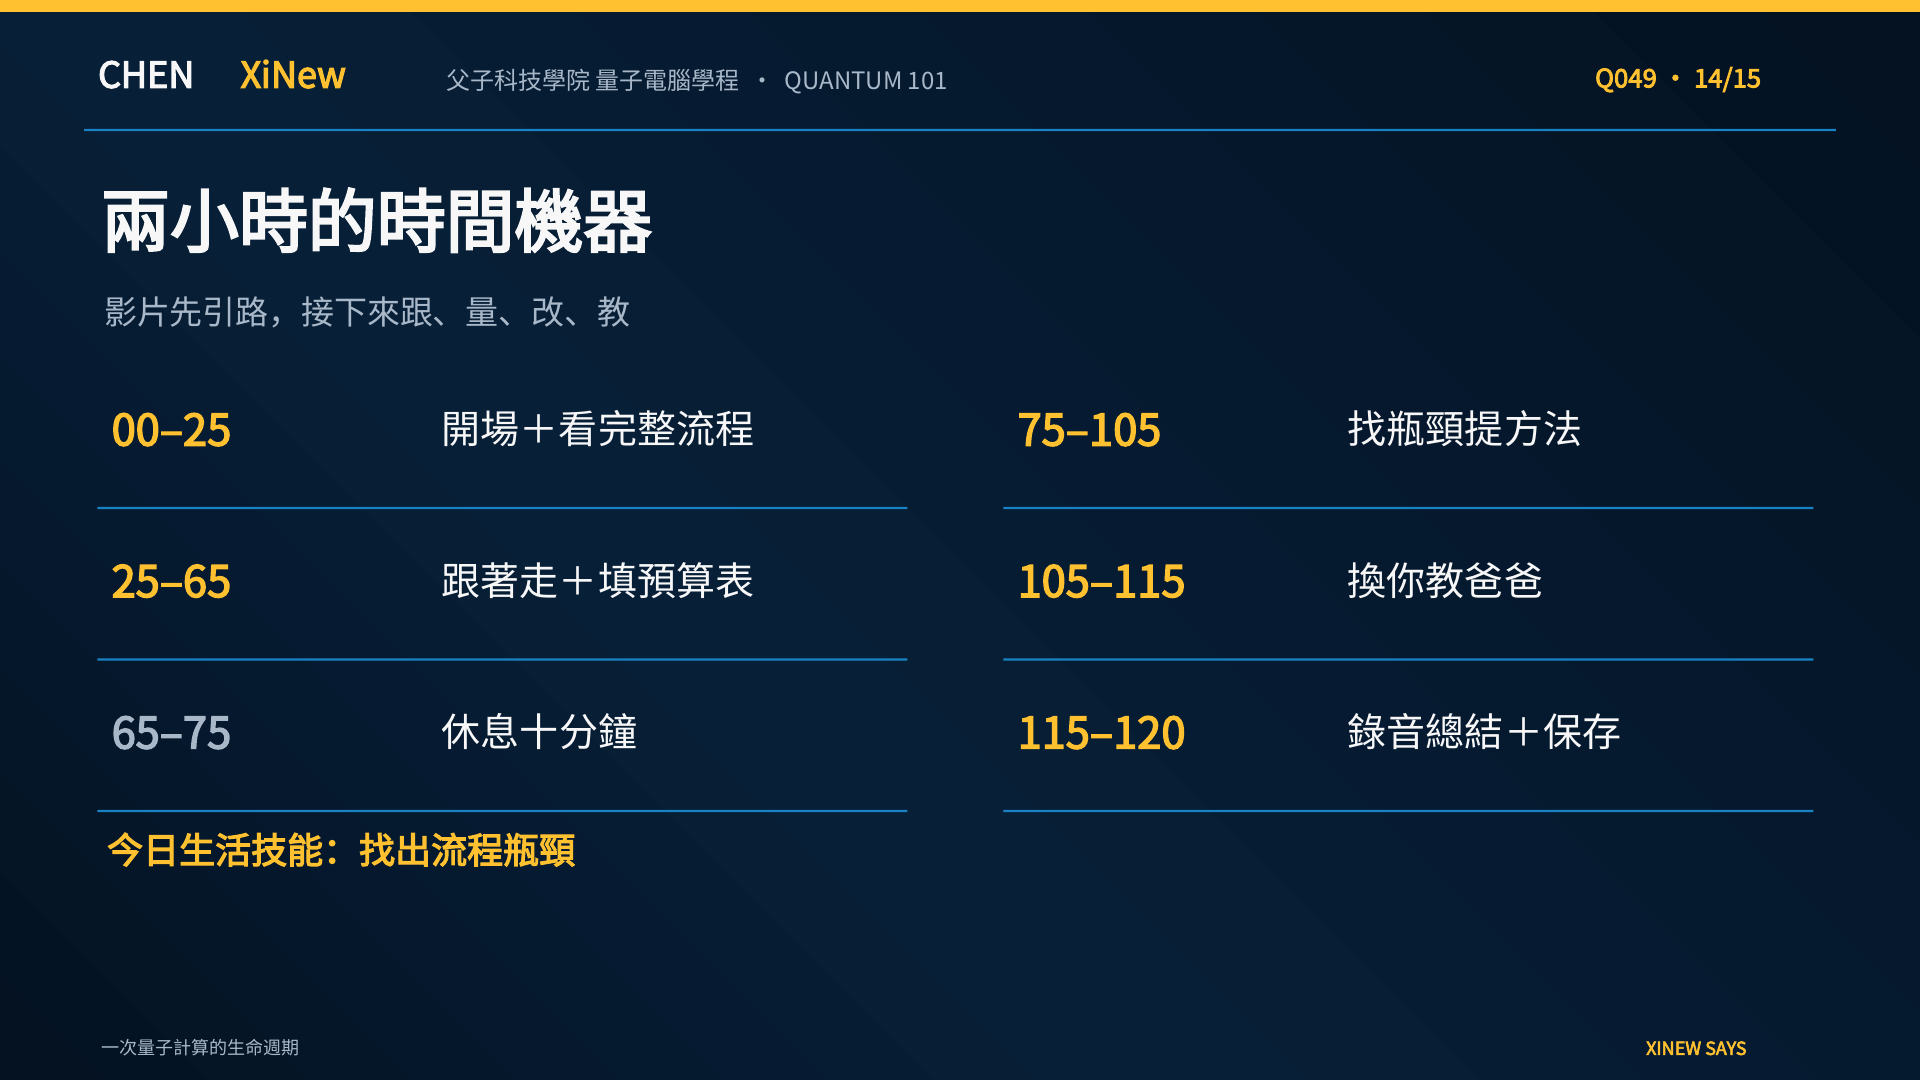 CHEN XiNew 父子科技學院 量子電腦學程 • QUANTUM 101
Q049 • 14/15
兩小時的時間機器
影片先引路，接下來跟、量、改、教
00–25 開場＋看完整流程
25–65 跟著走＋填預算表
65–75 休息十分鐘
75–105 找瓶頸提方法
105–115 換你教爸爸
115–120 錄音總結＋保存
今日生活技能：找出流程瓶頸
一次量子計算的生命週期
XINEW SAYS